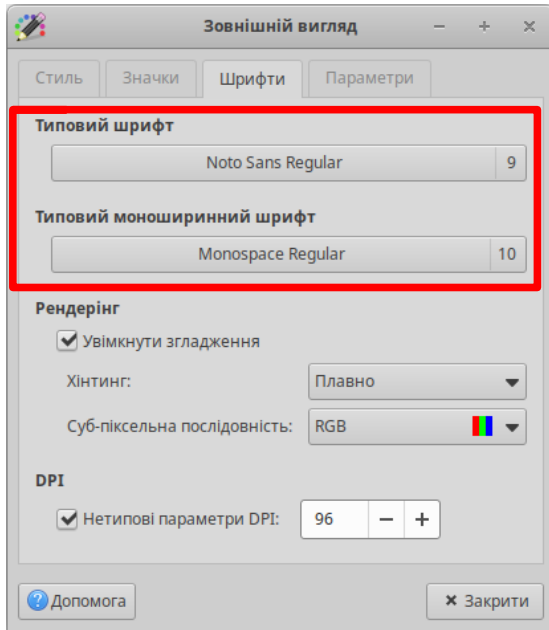 Зовнішній вигляд
Стиль Значки Шрифти Параметри
Типовий шрифт
Noto Sans Regular 9
Типовий моноширинний шрифт
Monospace Regular 10
Рендерінг
Увімкнути згладження
Хінтинг: Плавно
Суб-піксельна послідовність: RGB
DPI
Нетипові параметри DPI: 96 − +
Допомога Закрити